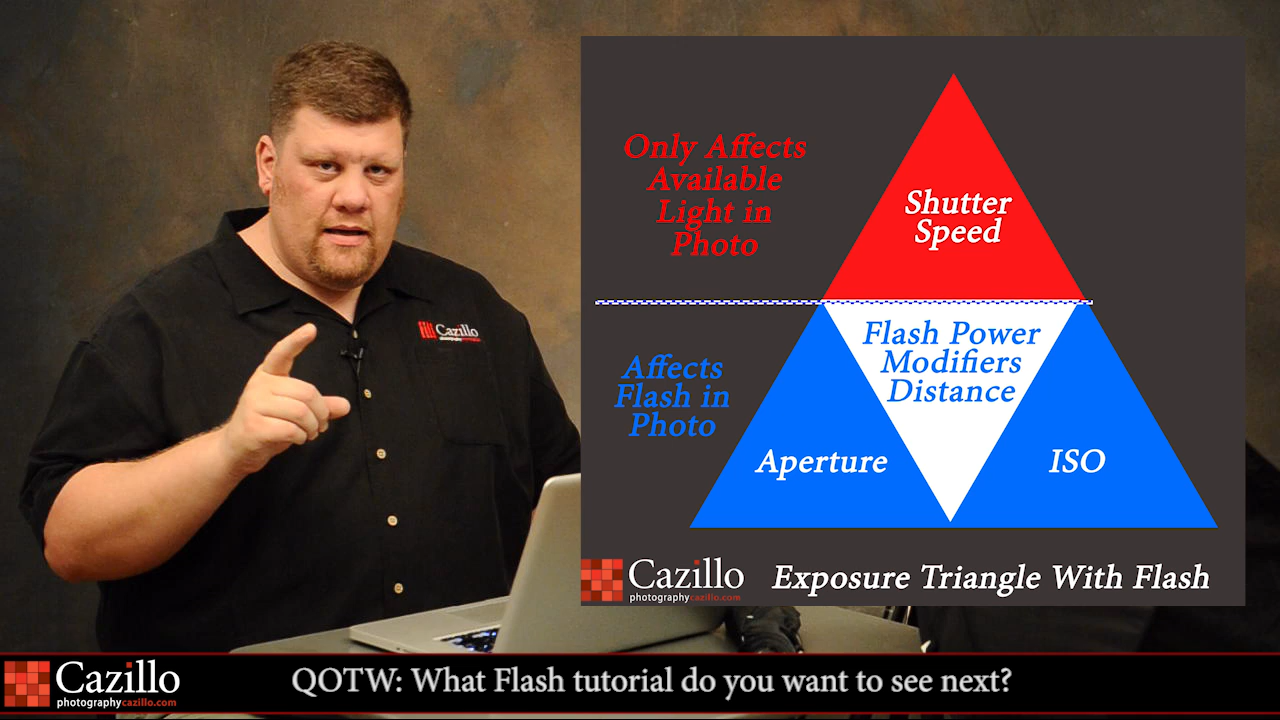 Only Affects
Available
Light in
Photo
Shutter
Speed
Affects
Flash in
Photo
Flash Power
Modifiers
Distance
Aperture
ISO
Cazillo
photographycazillo.com
Exposure Triangle With Flash
Cazillo
Cazillo
photographycazillo.com
QOTW: What Flash tutorial do you want to see next?